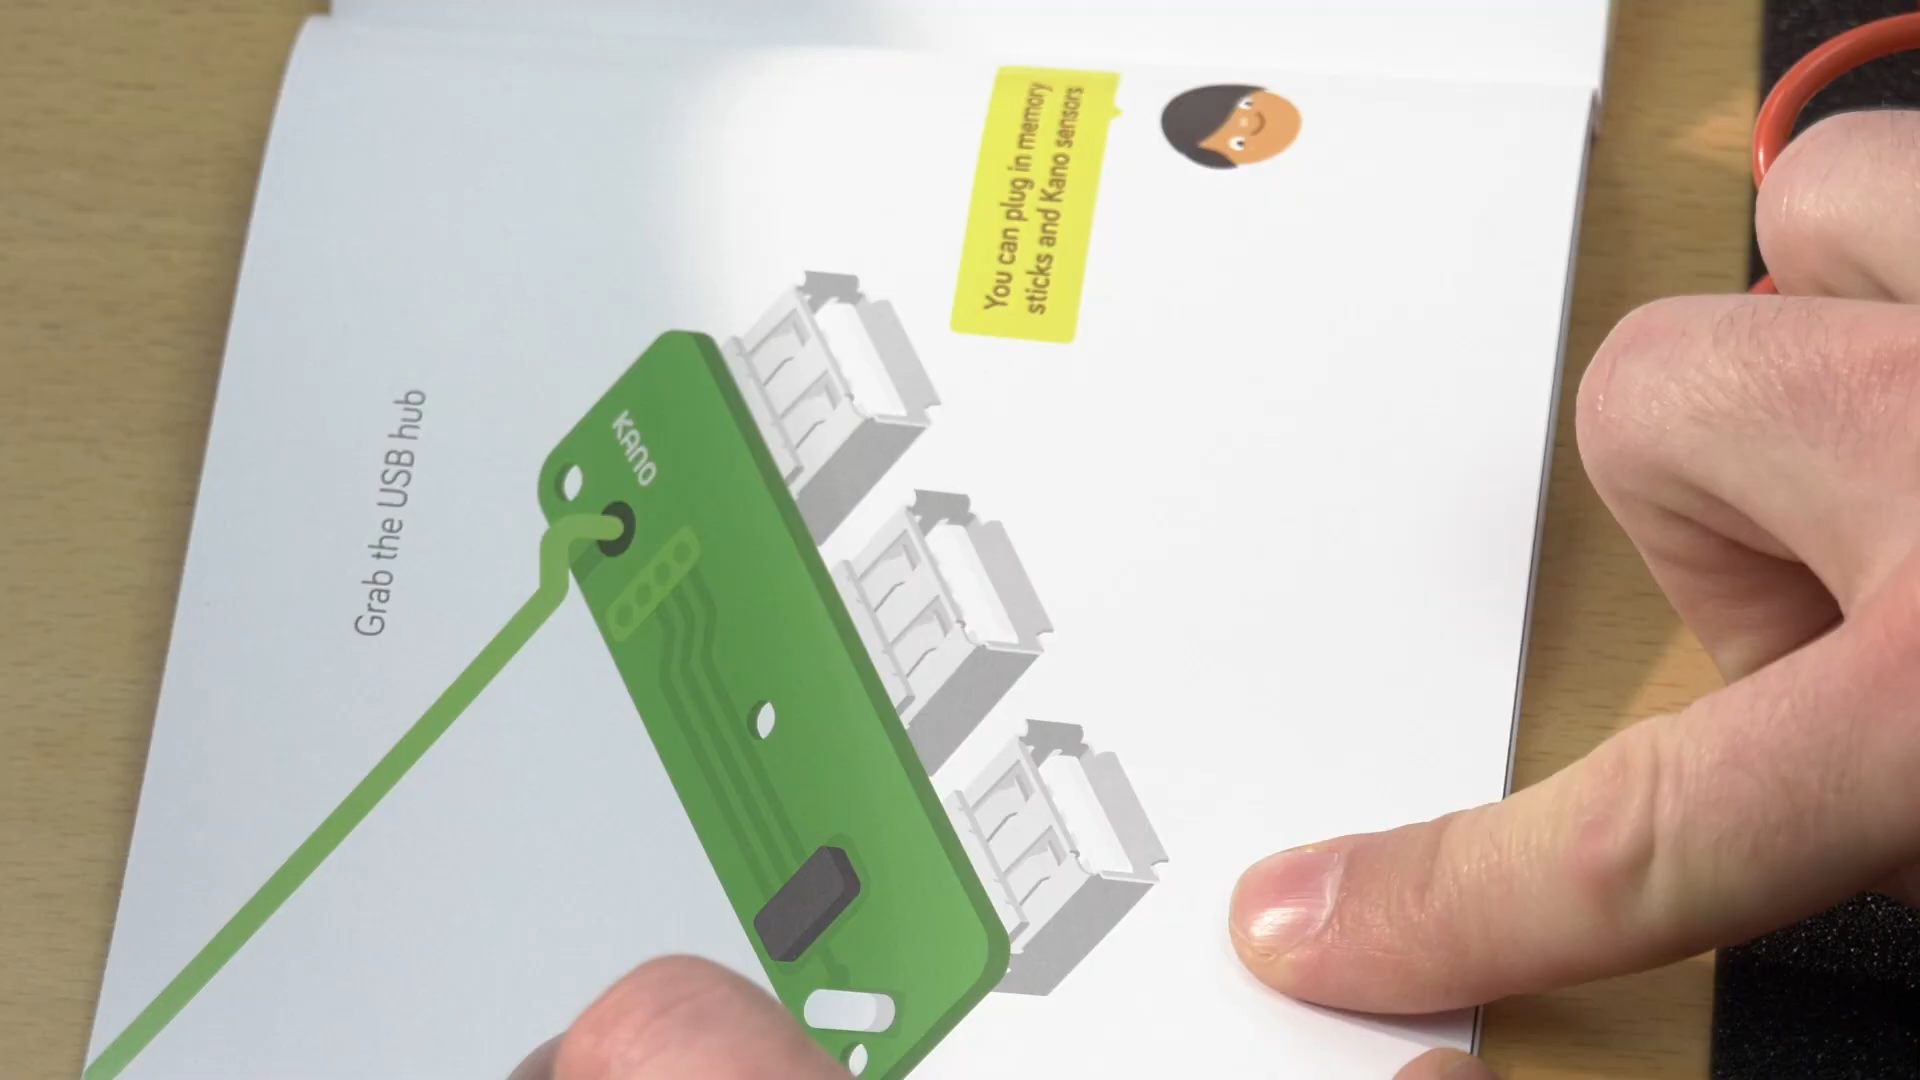 Grab the USB hub
KANO
You can plug in memory
sticks and Kano sensors